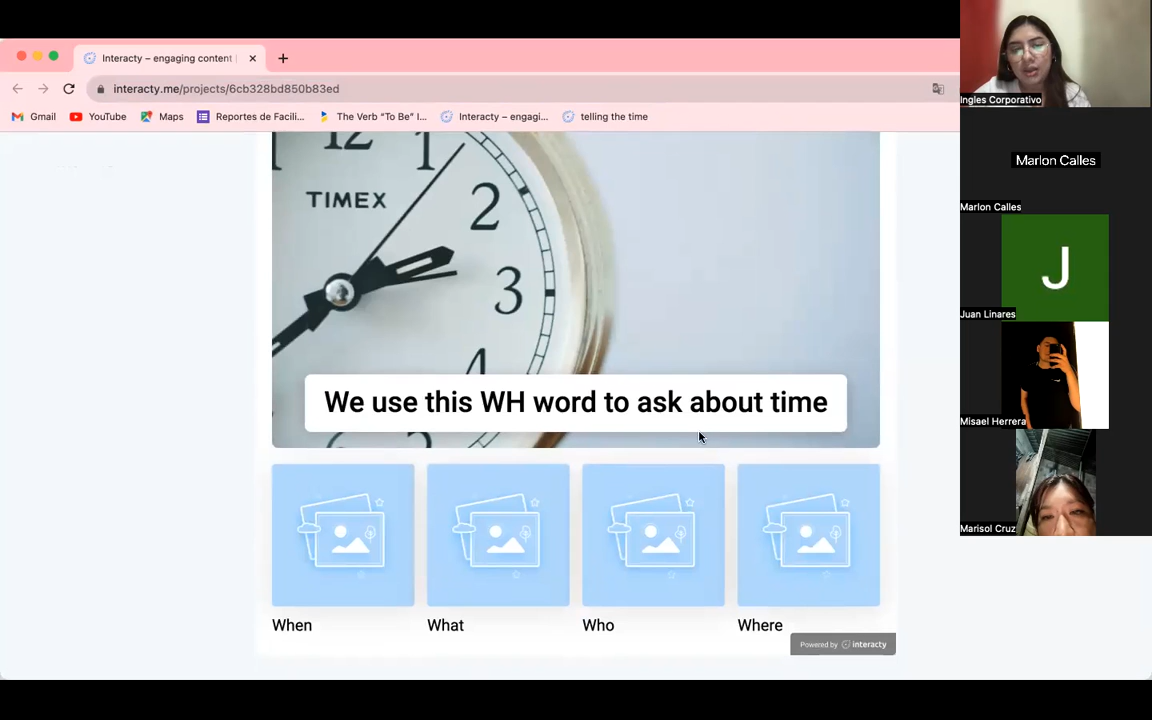 Interacty – engaging content
interacty.me/projects/6cb328bd850b83ed
Gmail
YouTube
Maps
Reportes de Facili...
The Verb “To Be” I...
Interacty – engagi...
telling the time
12
1
TIMEX
2
3
4
We use this WH word to ask about time
When
What
Who
Where
Powered by interacty
Ingles Corporativo
Marlon Calles
Marlon Calles
J
Juan Linares
Misael Herrera
Marisol Cruz